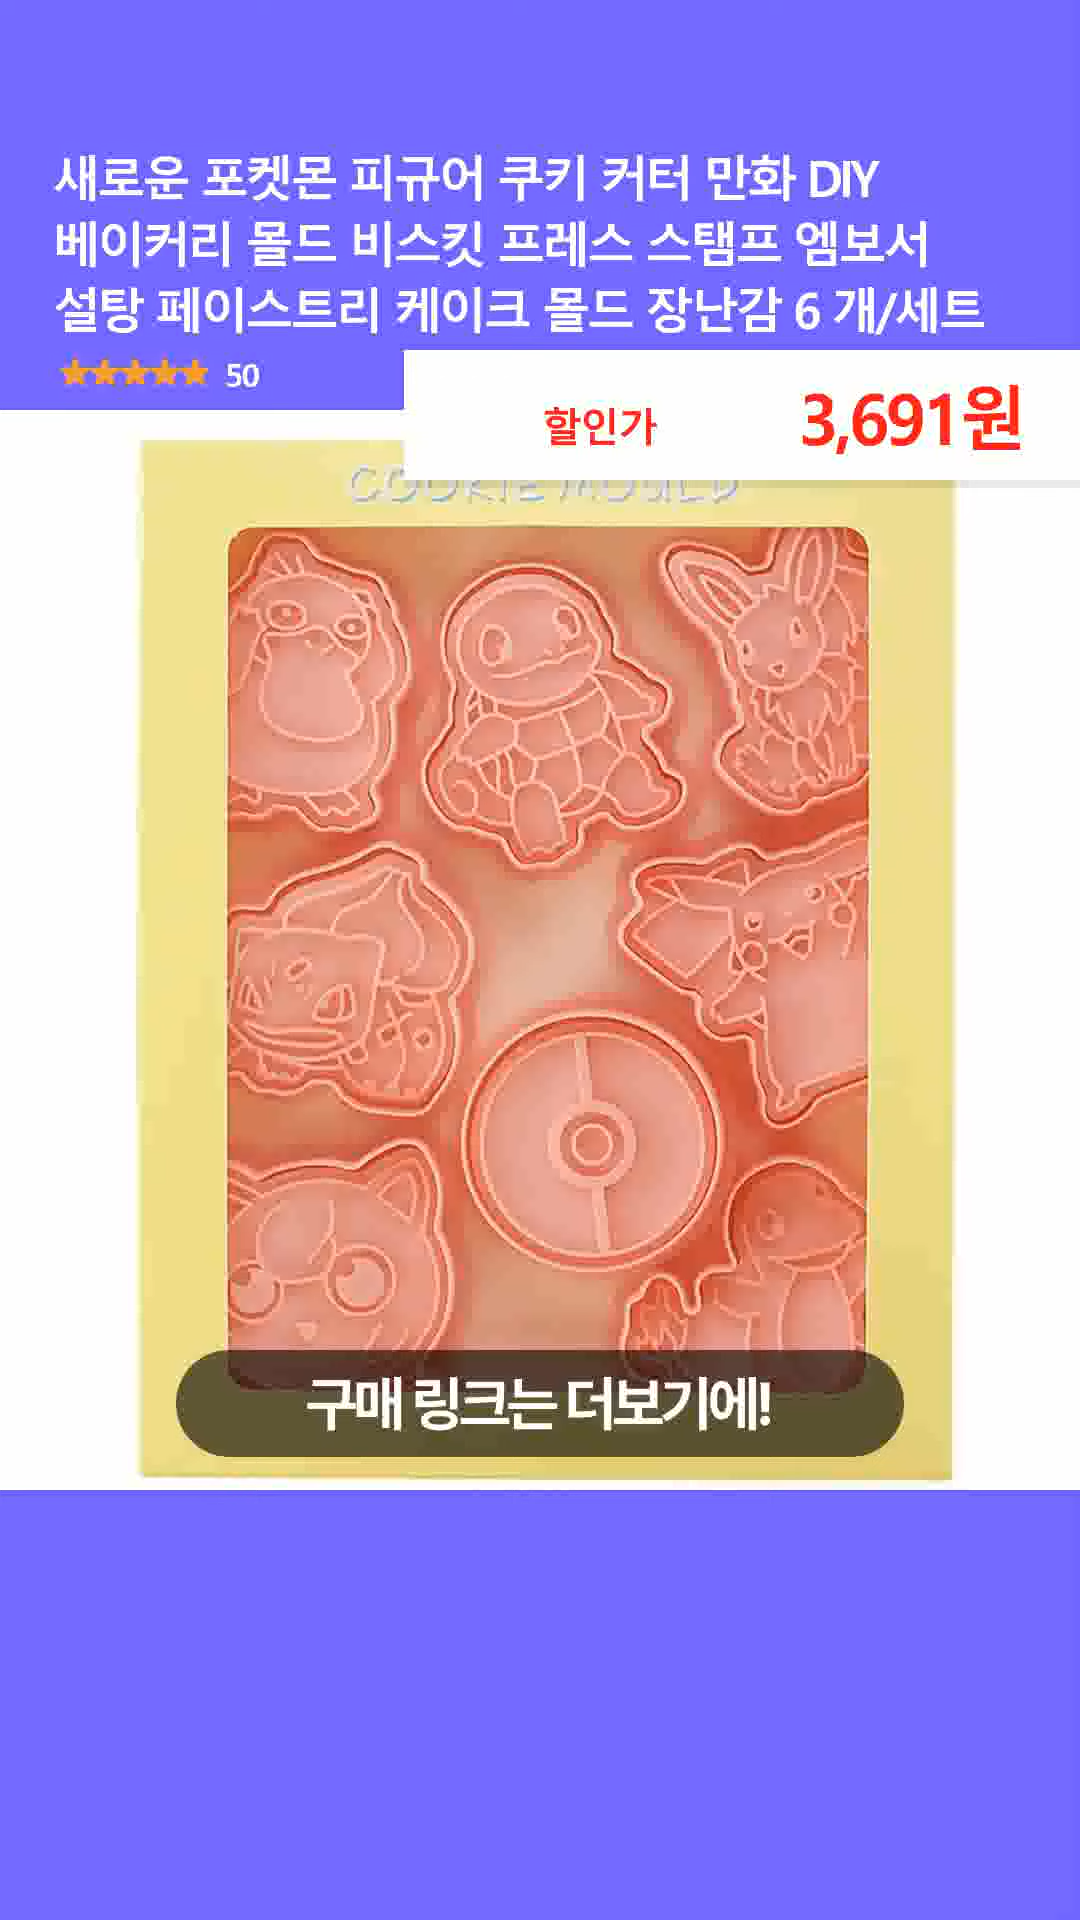 새로운 포켓몬 피규어 쿠키 커터 만화 DIY
베이커리 몰드 비스킷 프레스 스탬프 엠보서
설탕 페이스트리 케이크 몰드 장난감 6 개/세트
★★★★★ 50
할인가 3,691원
COOKIE MOULD
구매 링크는 더보기에!